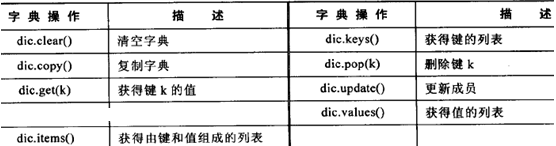 字典操作 描述 字典操作 描述
dic.clear() 清空字典 dic.keys() 获得键的列表
dic.copy() 复制字典 dic.pop(k) 删除键 k
dic.get(k) 获得键 k 的值 dic.update() 更新成员
dic.values() 获得值的列表
dic.items() 获得由键和值组成的列表